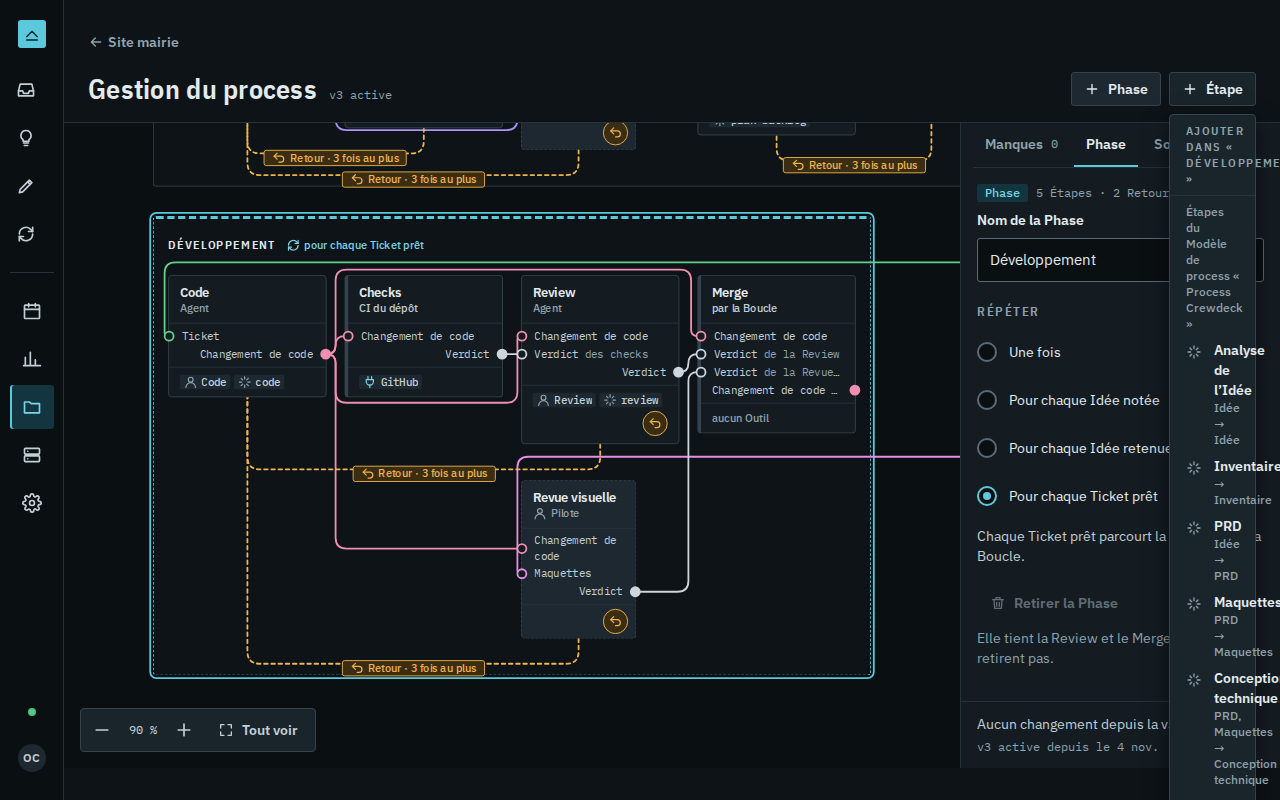 Site mairie
Gestion du process v3 active
Phase
Étape
Retour · 3 fois au plus
Retour · 3 fois au plus
Retour · 3 fois au plus
DÉVELOPPEMENT pour chaque Ticket prêt
Code
Agent
Ticket
Changement de code
Code code
Checks
CI du dépôt
Changement de code
Verdict
GitHub
Review
Agent
Changement de code
Verdict des checks
Verdict
Review review
Merge
par la Boucle
Changement de code
Verdict de la Review
Verdict de la Revue…
Changement de code …
aucun Outil
Retour · 3 fois au plus
Revue visuelle
Pilote
Changement de
code
Maquettes
Verdict
Retour · 3 fois au plus
90 %
Tout voir
OC
Manques 0
Phase
So
Phase 5 Étapes · 2 Retour
Nom de la Phase
Développement
RÉPÉTER
Une fois
Pour chaque Idée notée
Pour chaque Idée retenue
Pour chaque Ticket prêt
Chaque Ticket prêt parcourt la
Boucle.
Retirer la Phase
Elle tient la Review et le Merge
retirent pas.
Aucun changement depuis la v
v3 active depuis le 4 nov.
AJOUTER
DANS «
DÉVELOPPEME
»
Étapes
du
Modèle
de
process «
Process
Crewdeck
»
Analyse
de
l’Idée
Idée
→
Idée
Inventaire
→
Inventaire
PRD
Idée
→
PRD
Maquettes
PRD
→
Maquettes
Conception
technique
PRD,
Maquettes
→
Conception
technique